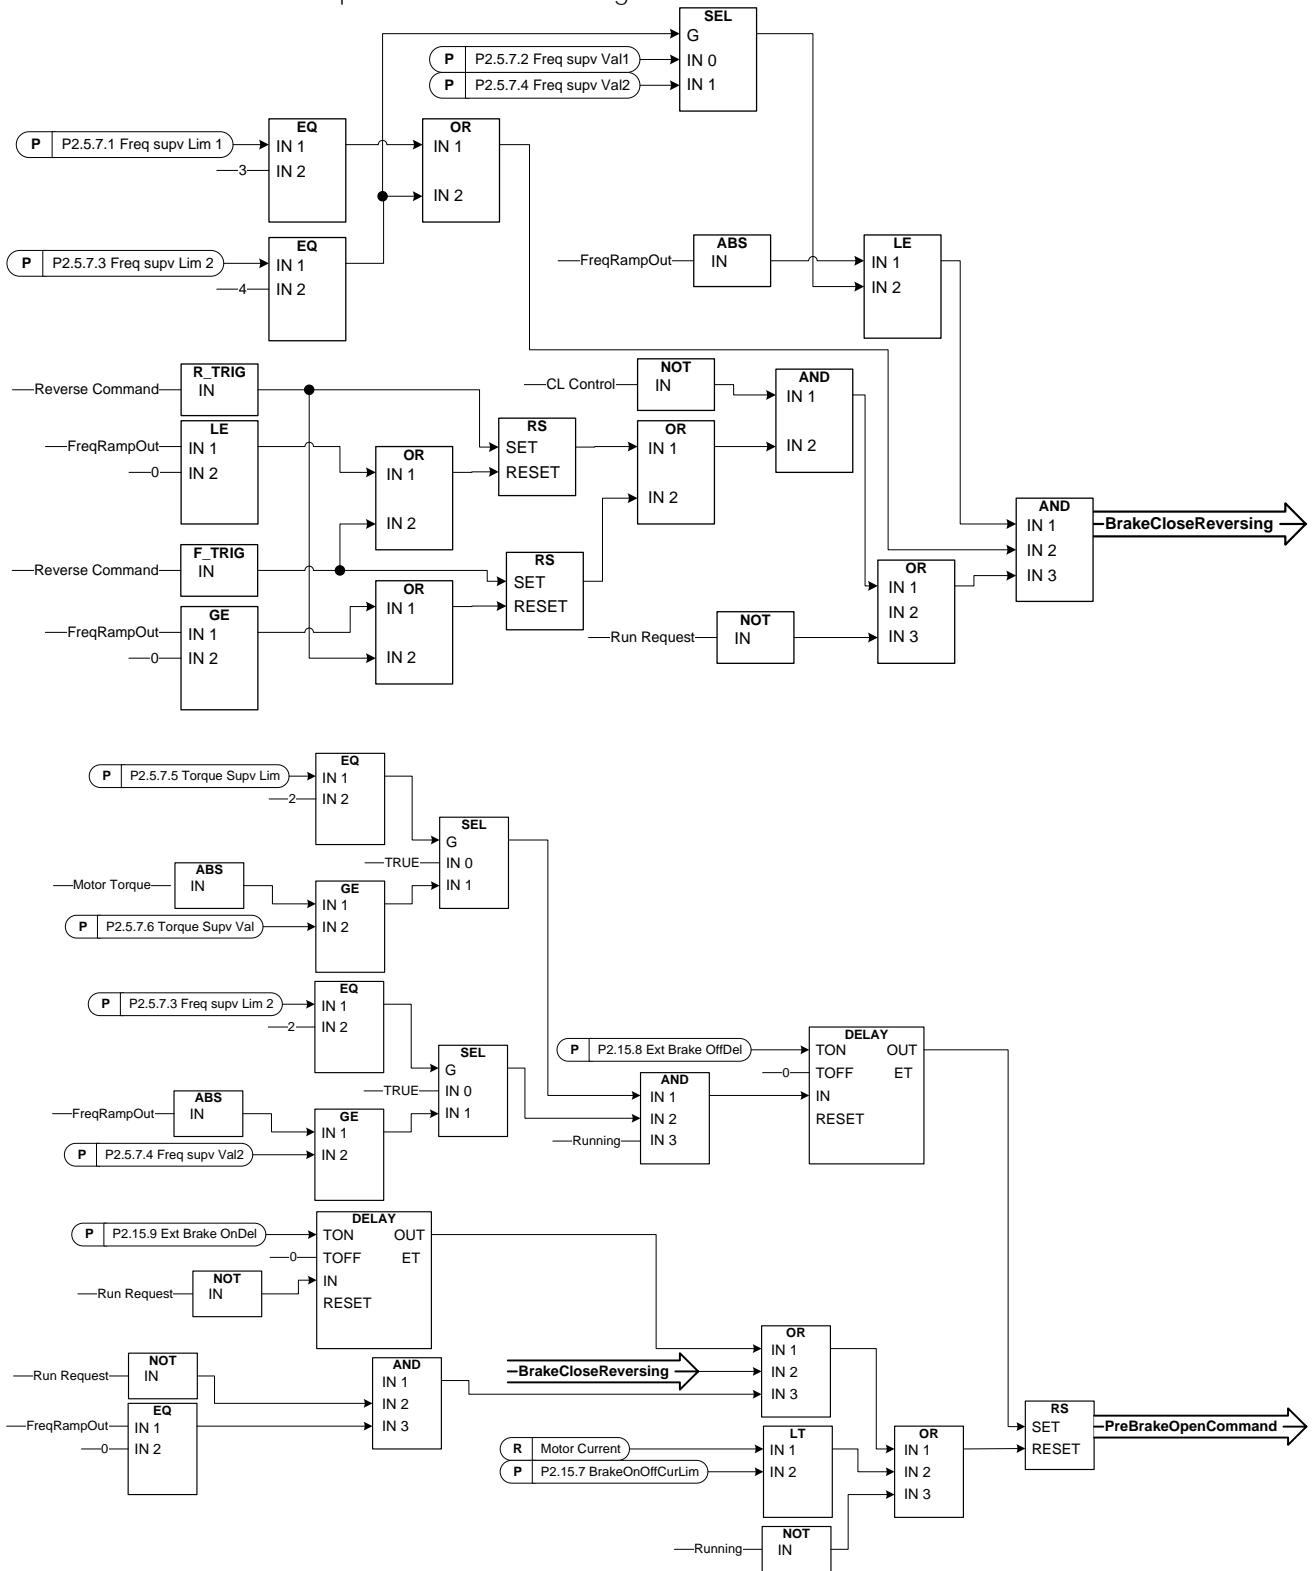 SEL
G
P P2.5.7.2 Freq supv Val1 IN 0
P P2.5.7.4 Freq supv Val2 IN 1
EQ OR
P P2.5.7.1 Freq supv Lim 1 IN 1 IN 1
3 IN 2
IN 2
EQ ABS LE
P P2.5.7.3 Freq supv Lim 2 IN 1 FreqRampOut IN IN 1
4 IN 2 IN 2
R_TRIG NOT AND
Reverse Command IN CL Control IN IN 1
LE RS OR
FreqRampOut IN 1 OR SET IN 1 IN 2
0 IN 2 IN 1 RESET
IN 2 AND
IN 2 IN 1 BrakeCloseReversing
F_TRIG RS IN 2
Reverse Command IN OR SET OR IN 3
GE IN 1 RESET IN 1
FreqRampOut IN 1 NOT IN 2
0 IN 2 IN 2 Run Request IN IN 3
EQ
P P2.5.7.5 Torque Supv Lim IN 1
2 IN 2 SEL
G
ABS TRUE IN 0
Motor Torque IN GE IN 1
IN 1
P P2.5.7.6 Torque Supv Val IN 2
EQ
P P2.5.7.3 Freq supv Lim 2 IN 1
2 IN 2 DELAY
SEL P P2.15.8 Ext Brake OffDel TON OUT
G AND 0 TOFF ET
ABS TRUE IN 0 IN 1 IN
FreqRampOut IN GE IN 1 IN 2 RESET
IN 1 Running IN 3
P P2.5.7.4 Freq supv Val2 IN 2
DELAY
P P2.15.9 Ext Brake OnDel TON OUT
0 TOFF ET
NOT IN
Run Request IN RESET
OR
NOT AND IN 1
Run Request IN IN 1 BrakeCloseReversing IN 2
EQ IN 2 IN 3
FreqRampOut IN 1 IN 3 RS
0 IN 2 LT OR SET PreBrakeOpenCommand
R Motor Current IN 1 IN 1 RESET
P P2.15.7 BrakeOnOffCurLim IN 2 IN 2
IN 3
NOT
Running IN